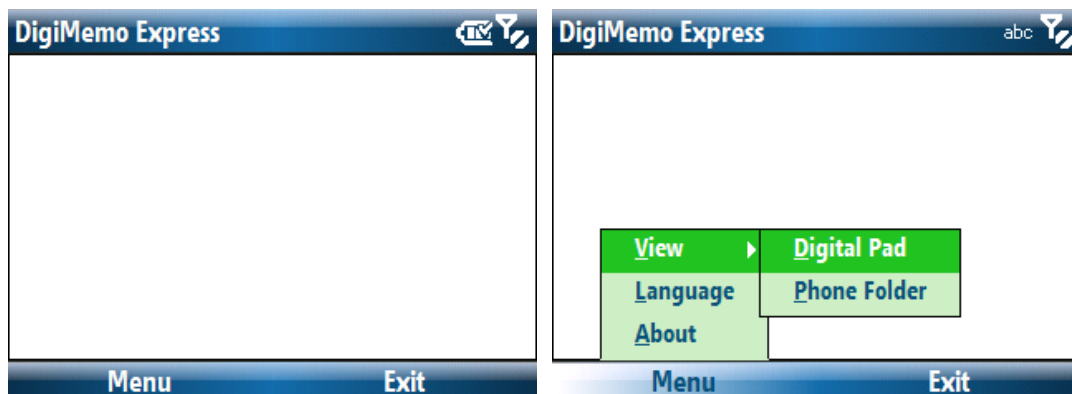 DigiMemo Express
Menu Exit
DigiMemo Express abc
View Digital Pad
Language Phone Folder
About
Menu Exit